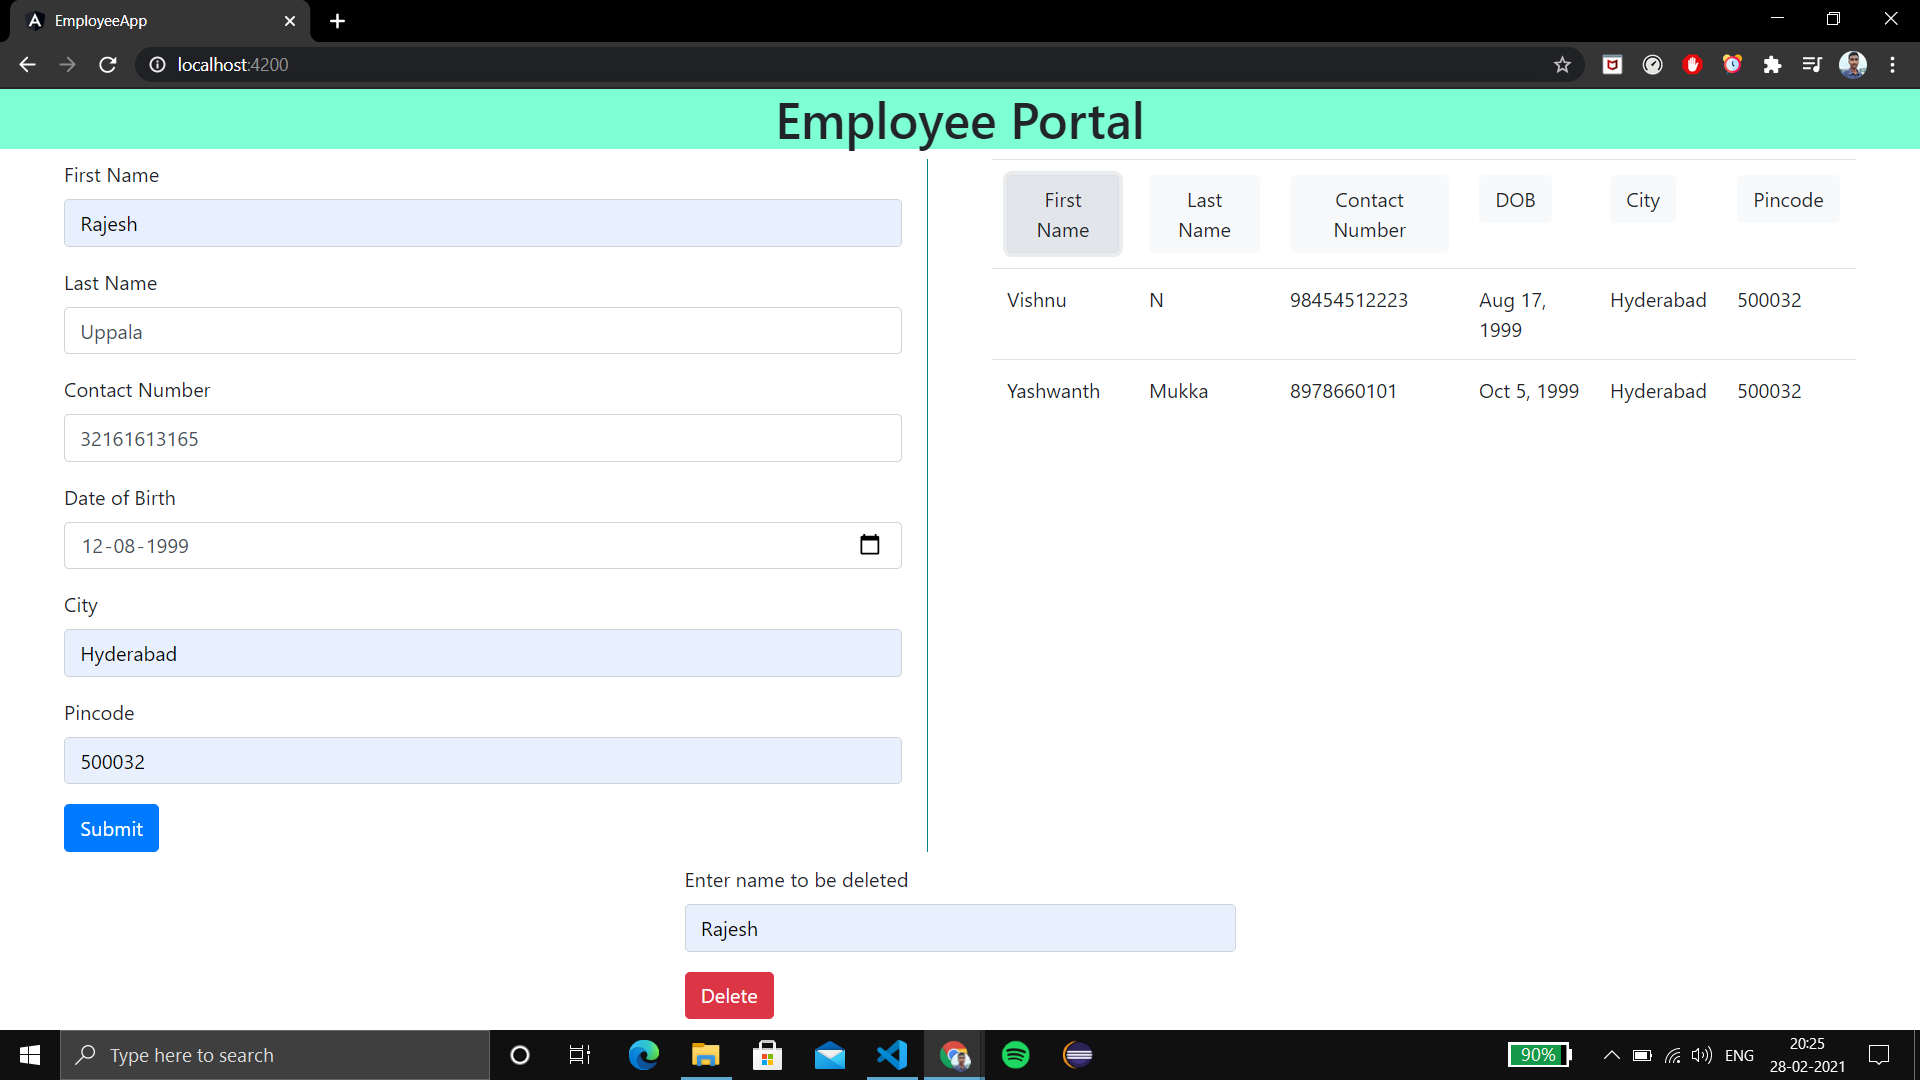 EmployeeApp
localhost:4200
Employee Portal
First Name
Rajesh
Last Name
Uppala
Contact Number
32161613165
Date of Birth
12-08-1999
City
Hyderabad
Pincode
500032
Submit
First Name Last Name Contact Number DOB City Pincode
Vishnu N 98454512223 Aug 17, 1999 Hyderabad 500032
Yashwanth Mukka 8978660101 Oct 5, 1999 Hyderabad 500032
Enter name to be deleted
Rajesh
Delete
Type here to search
90%
ENG
20:25
28-02-2021